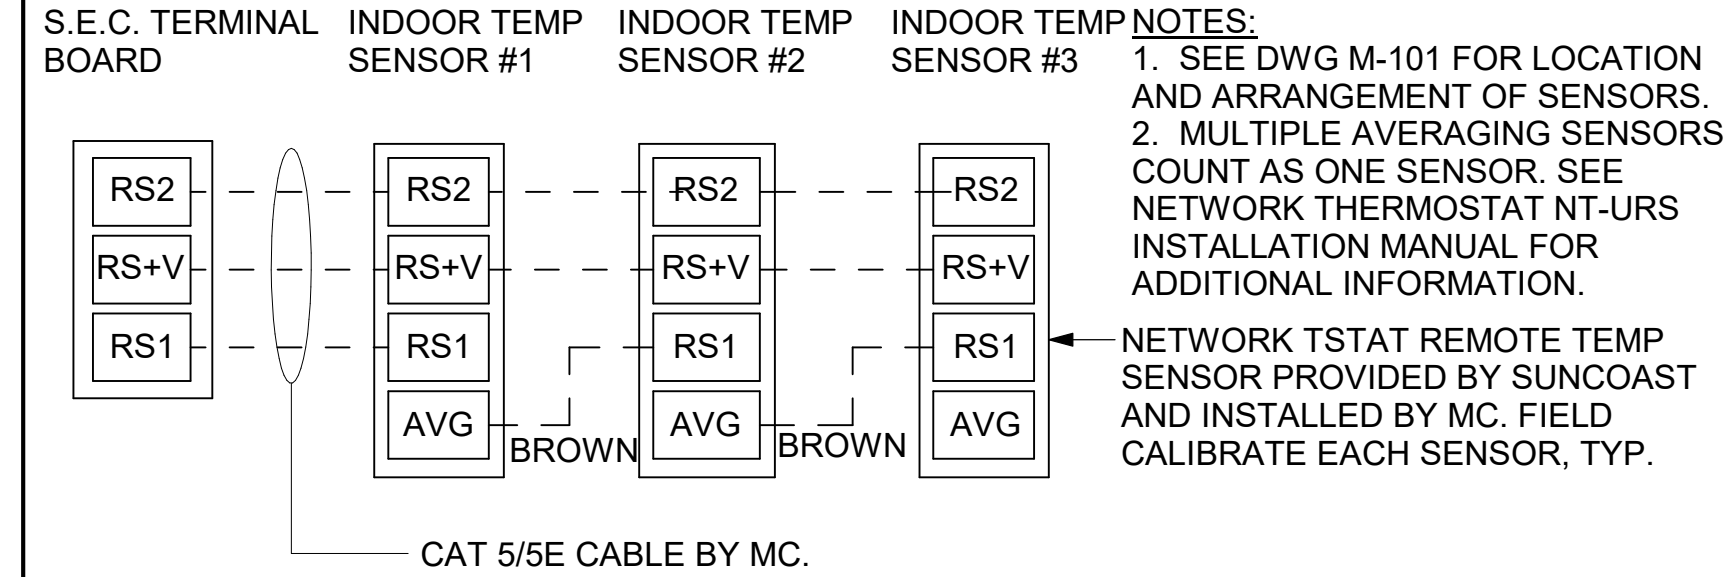 S.E.C. TERMINAL
BOARD
INDOOR TEMP
SENSOR #1
INDOOR TEMP
SENSOR #2
INDOOR TEMP
SENSOR #3
RS2
RS+V
RS1
RS2
RS+V
RS1
AVG
BROWN
RS2
RS+V
RS1
AVG
BROWN
RS2
RS+V
RS1
AVG
CAT 5/5E CABLE BY MC.
NOTES:
1. SEE DWG M-101 FOR LOCATION
AND ARRANGEMENT OF SENSORS.
2. MULTIPLE AVERAGING SENSORS
COUNT AS ONE SENSOR. SEE
NETWORK THERMOSTAT NT-URS
INSTALLATION MANUAL FOR
ADDITIONAL INFORMATION.
NETWORK TSTAT REMOTE TEMP
SENSOR PROVIDED BY SUNCOAST
AND INSTALLED BY MC. FIELD
CALIBRATE EACH SENSOR, TYP.